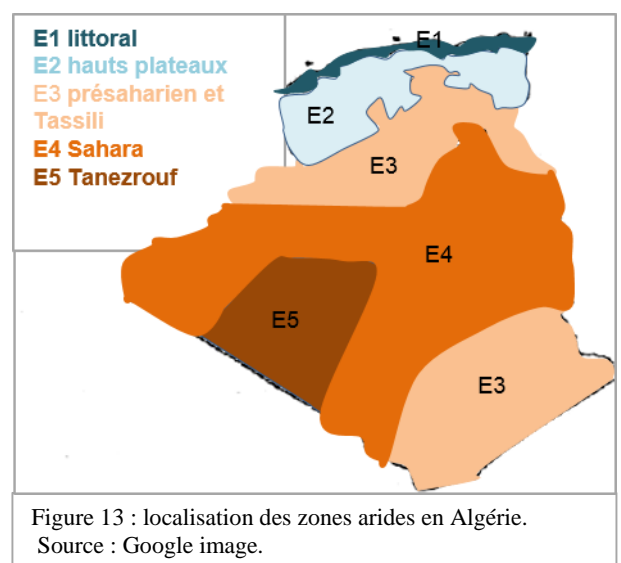 E1 littoral
E2 hauts plateaux
E3 présaharien et
Tassili
E4 Sahara
E5 Tanezrouf
E1
E2
E3
E4
E5
E3
Figure 13 : localisation des zones arides en Algérie.
Source : Google image.